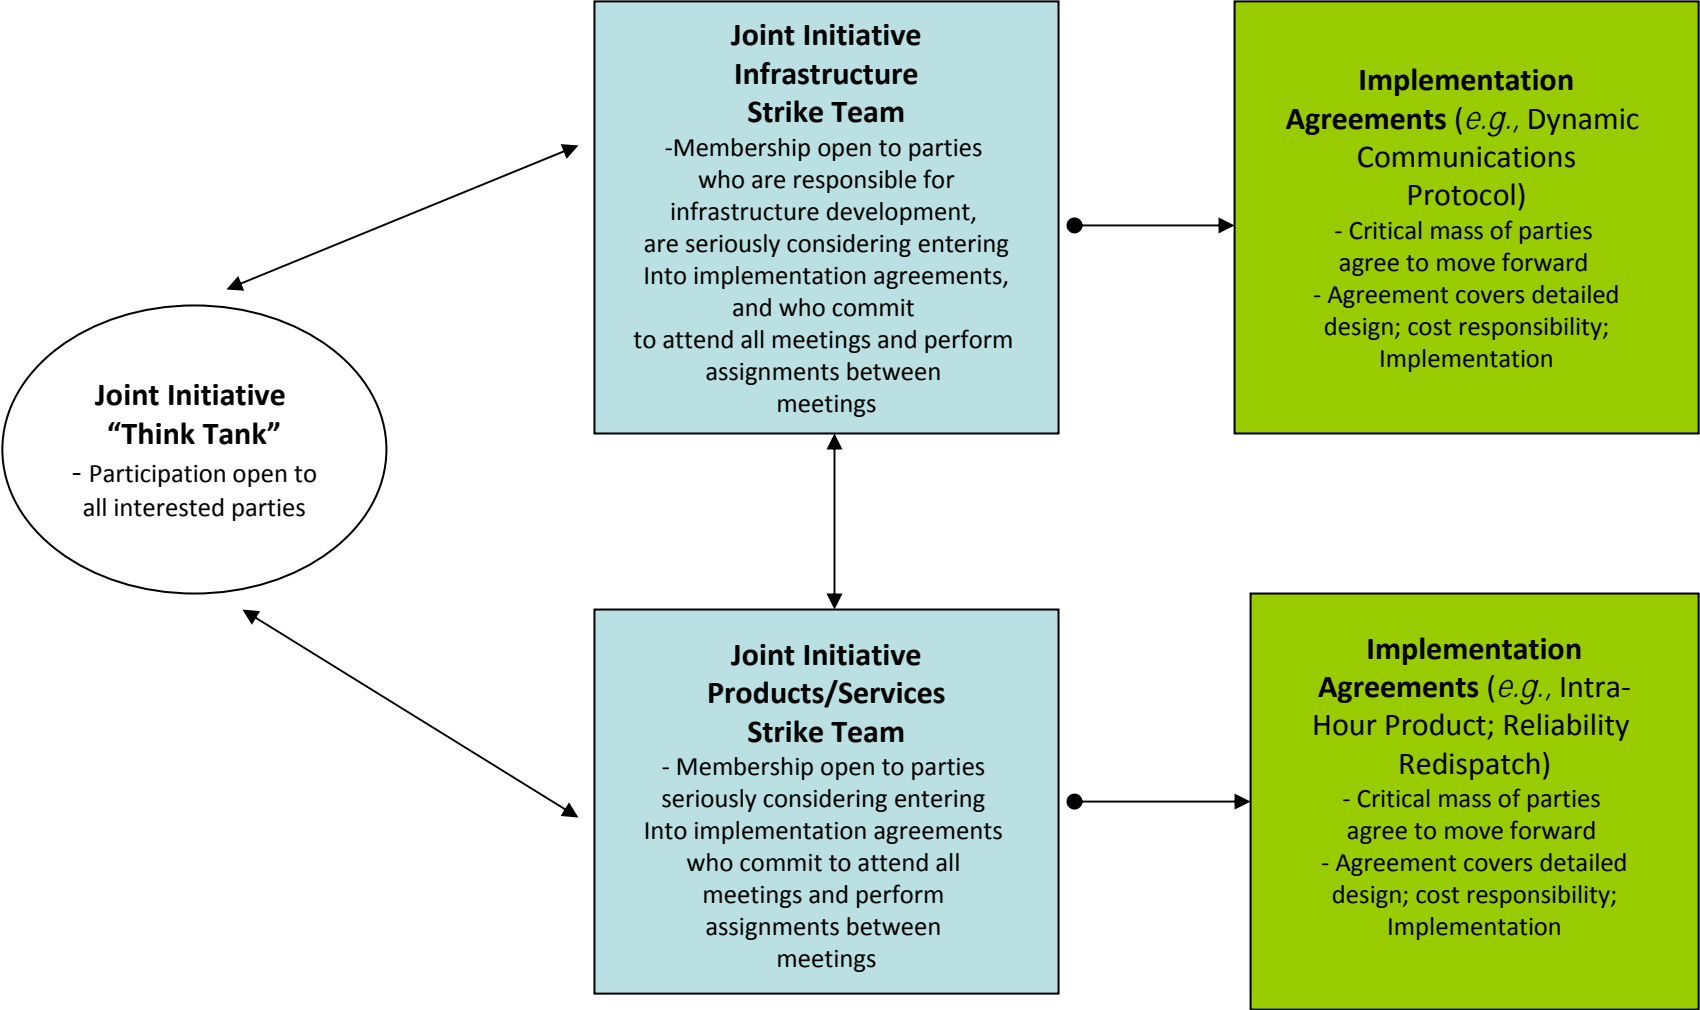 Joint Initiative
“Think Tank”
- Participation open to
all interested parties
Joint Initiative
Infrastructure
Strike Team
-Membership open to parties
who are responsible for
infrastructure development,
are seriously considering entering
Into implementation agreements,
and who commit
to attend all meetings and perform
assignments between
meetings
Implementation
Agreements (e.g., Dynamic
Communications
Protocol)
- Critical mass of parties
agree to move forward
- Agreement covers detailed
design; cost responsibility;
Implementation
Joint Initiative
Products/Services
Strike Team
- Membership open to parties
seriously considering entering
Into implementation agreements
who commit to attend all
meetings and perform
assignments between
meetings
Implementation
Agreements (e.g., Intra-
Hour Product; Reliability
Redispatch)
- Critical mass of parties
agree to move forward
- Agreement covers detailed
design; cost responsibility;
Implementation